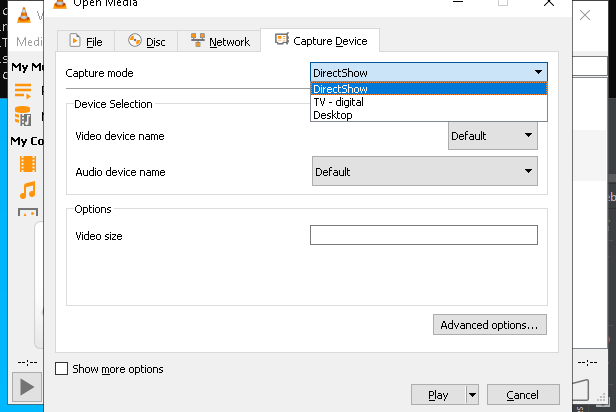 Open Media
File
Disc
Network
Capture Device
Medi
My M
My Co
Capture mode
DirectShow
DirectShow
TV - digital
Desktop
Device Selection
Video device name
Default
Audio device name
Default
Options
Video size
Advanced options...
Show more options
--:--
--:--
Play
Cancel